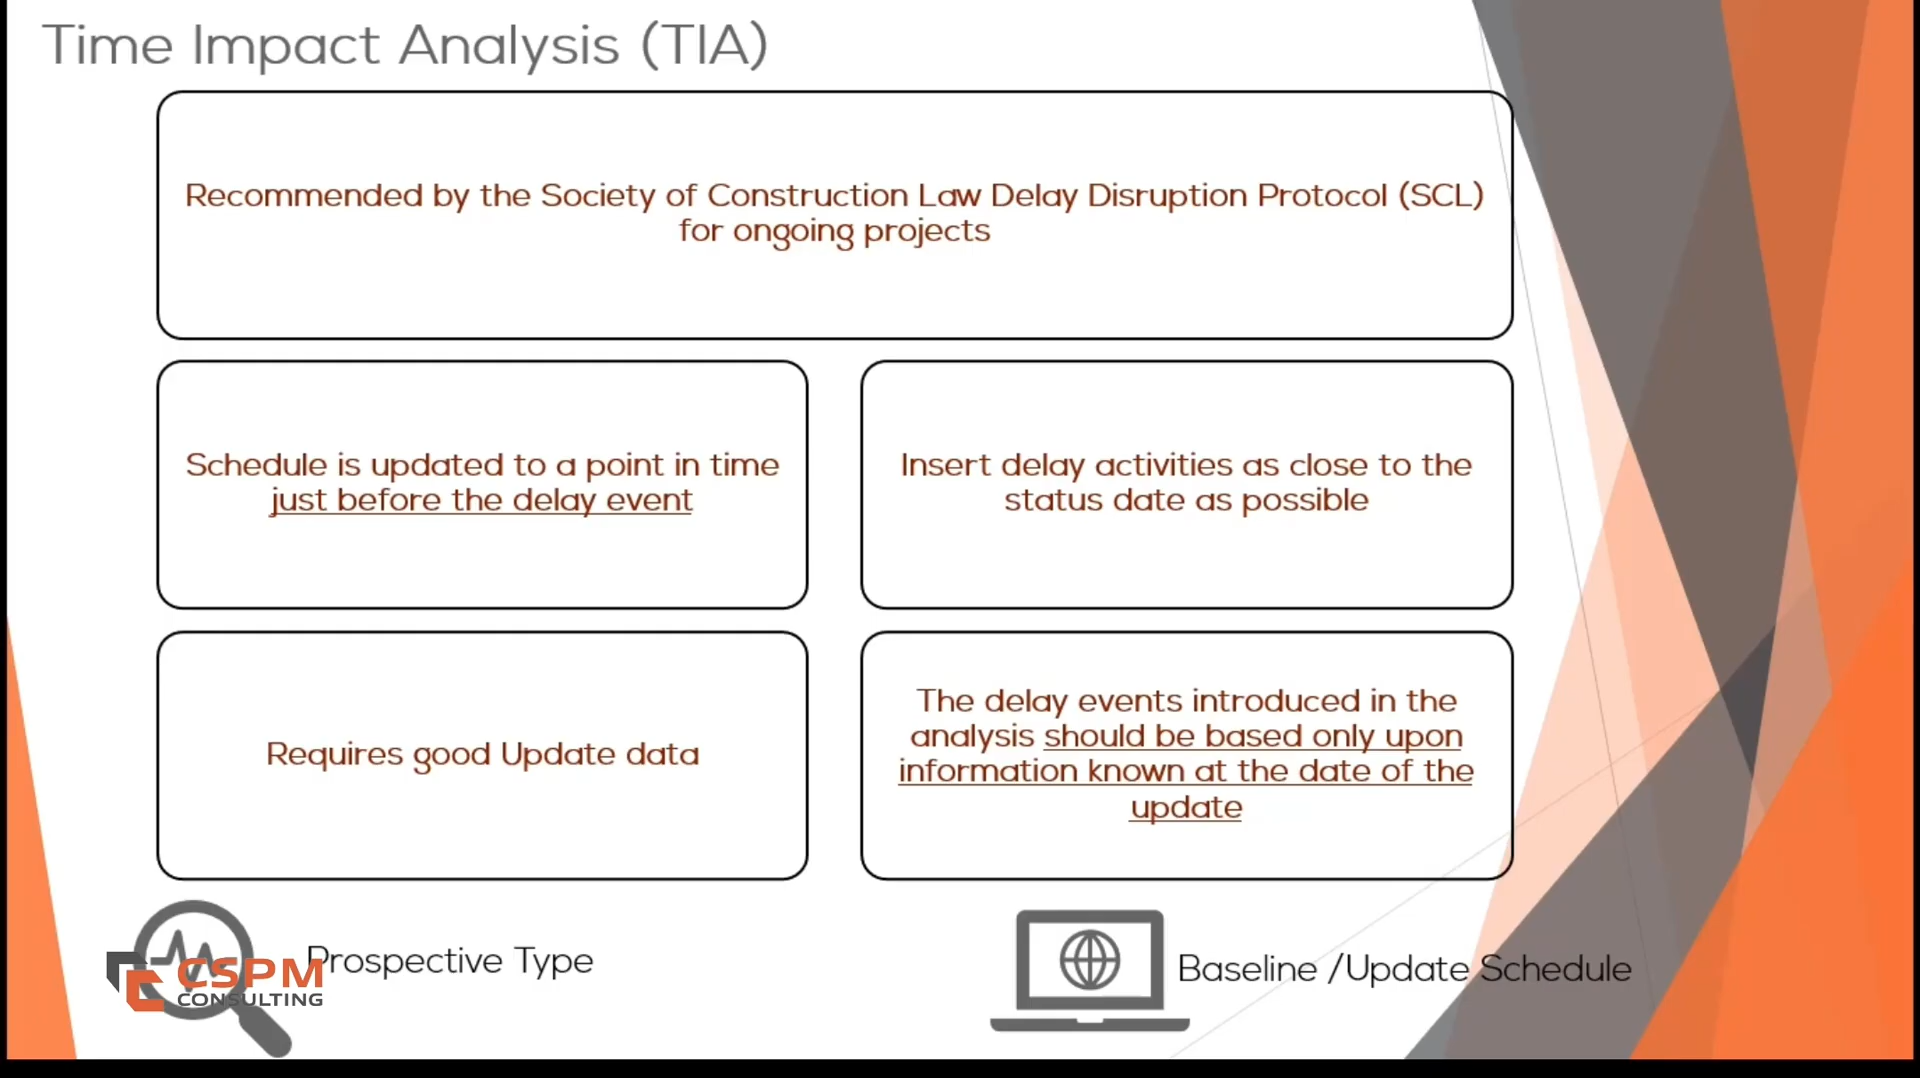 Time Impact Analysis (TIA)
Recommended by the Society of Construction Law Delay Disruption Protocol (SCL)
for ongoing projects
Schedule is updated to a point in time
just before the delay event
Insert delay activities as close to the
status date as possible
Requires good Update data
The delay events introduced in the
analysis should be based only upon
information known at the date of the
update
Prospective Type
CSPM
CONSULTING
Baseline /Update Schedule